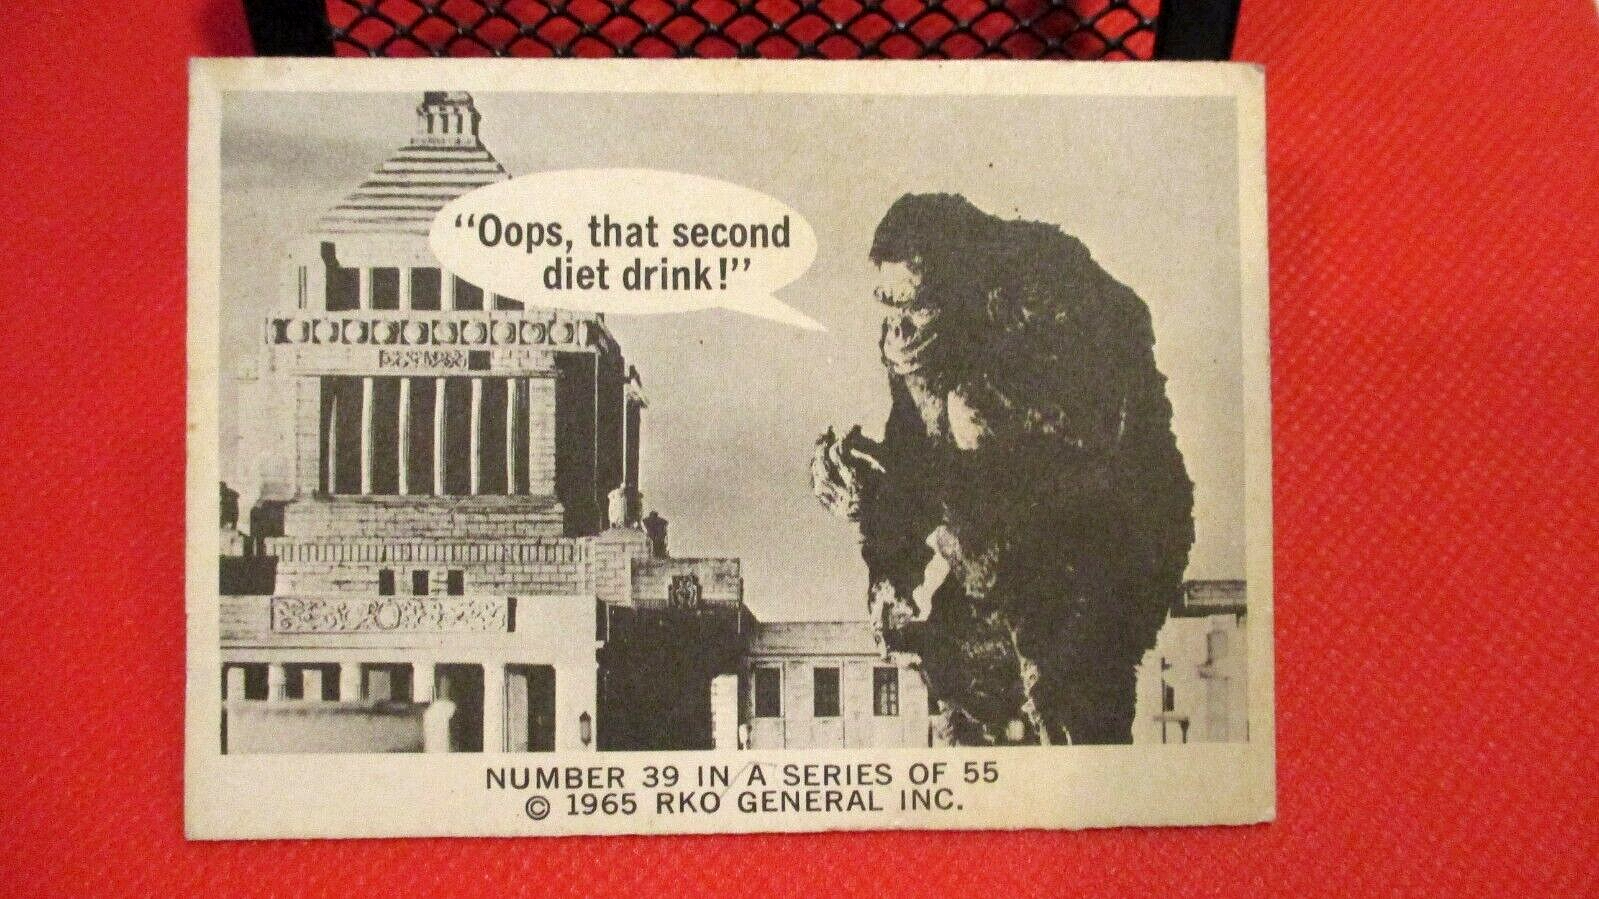 “Oops, that second
diet drink!”
NUMBER 39 IN A SERIES OF 55
© 1965 RKO GENERAL INC.